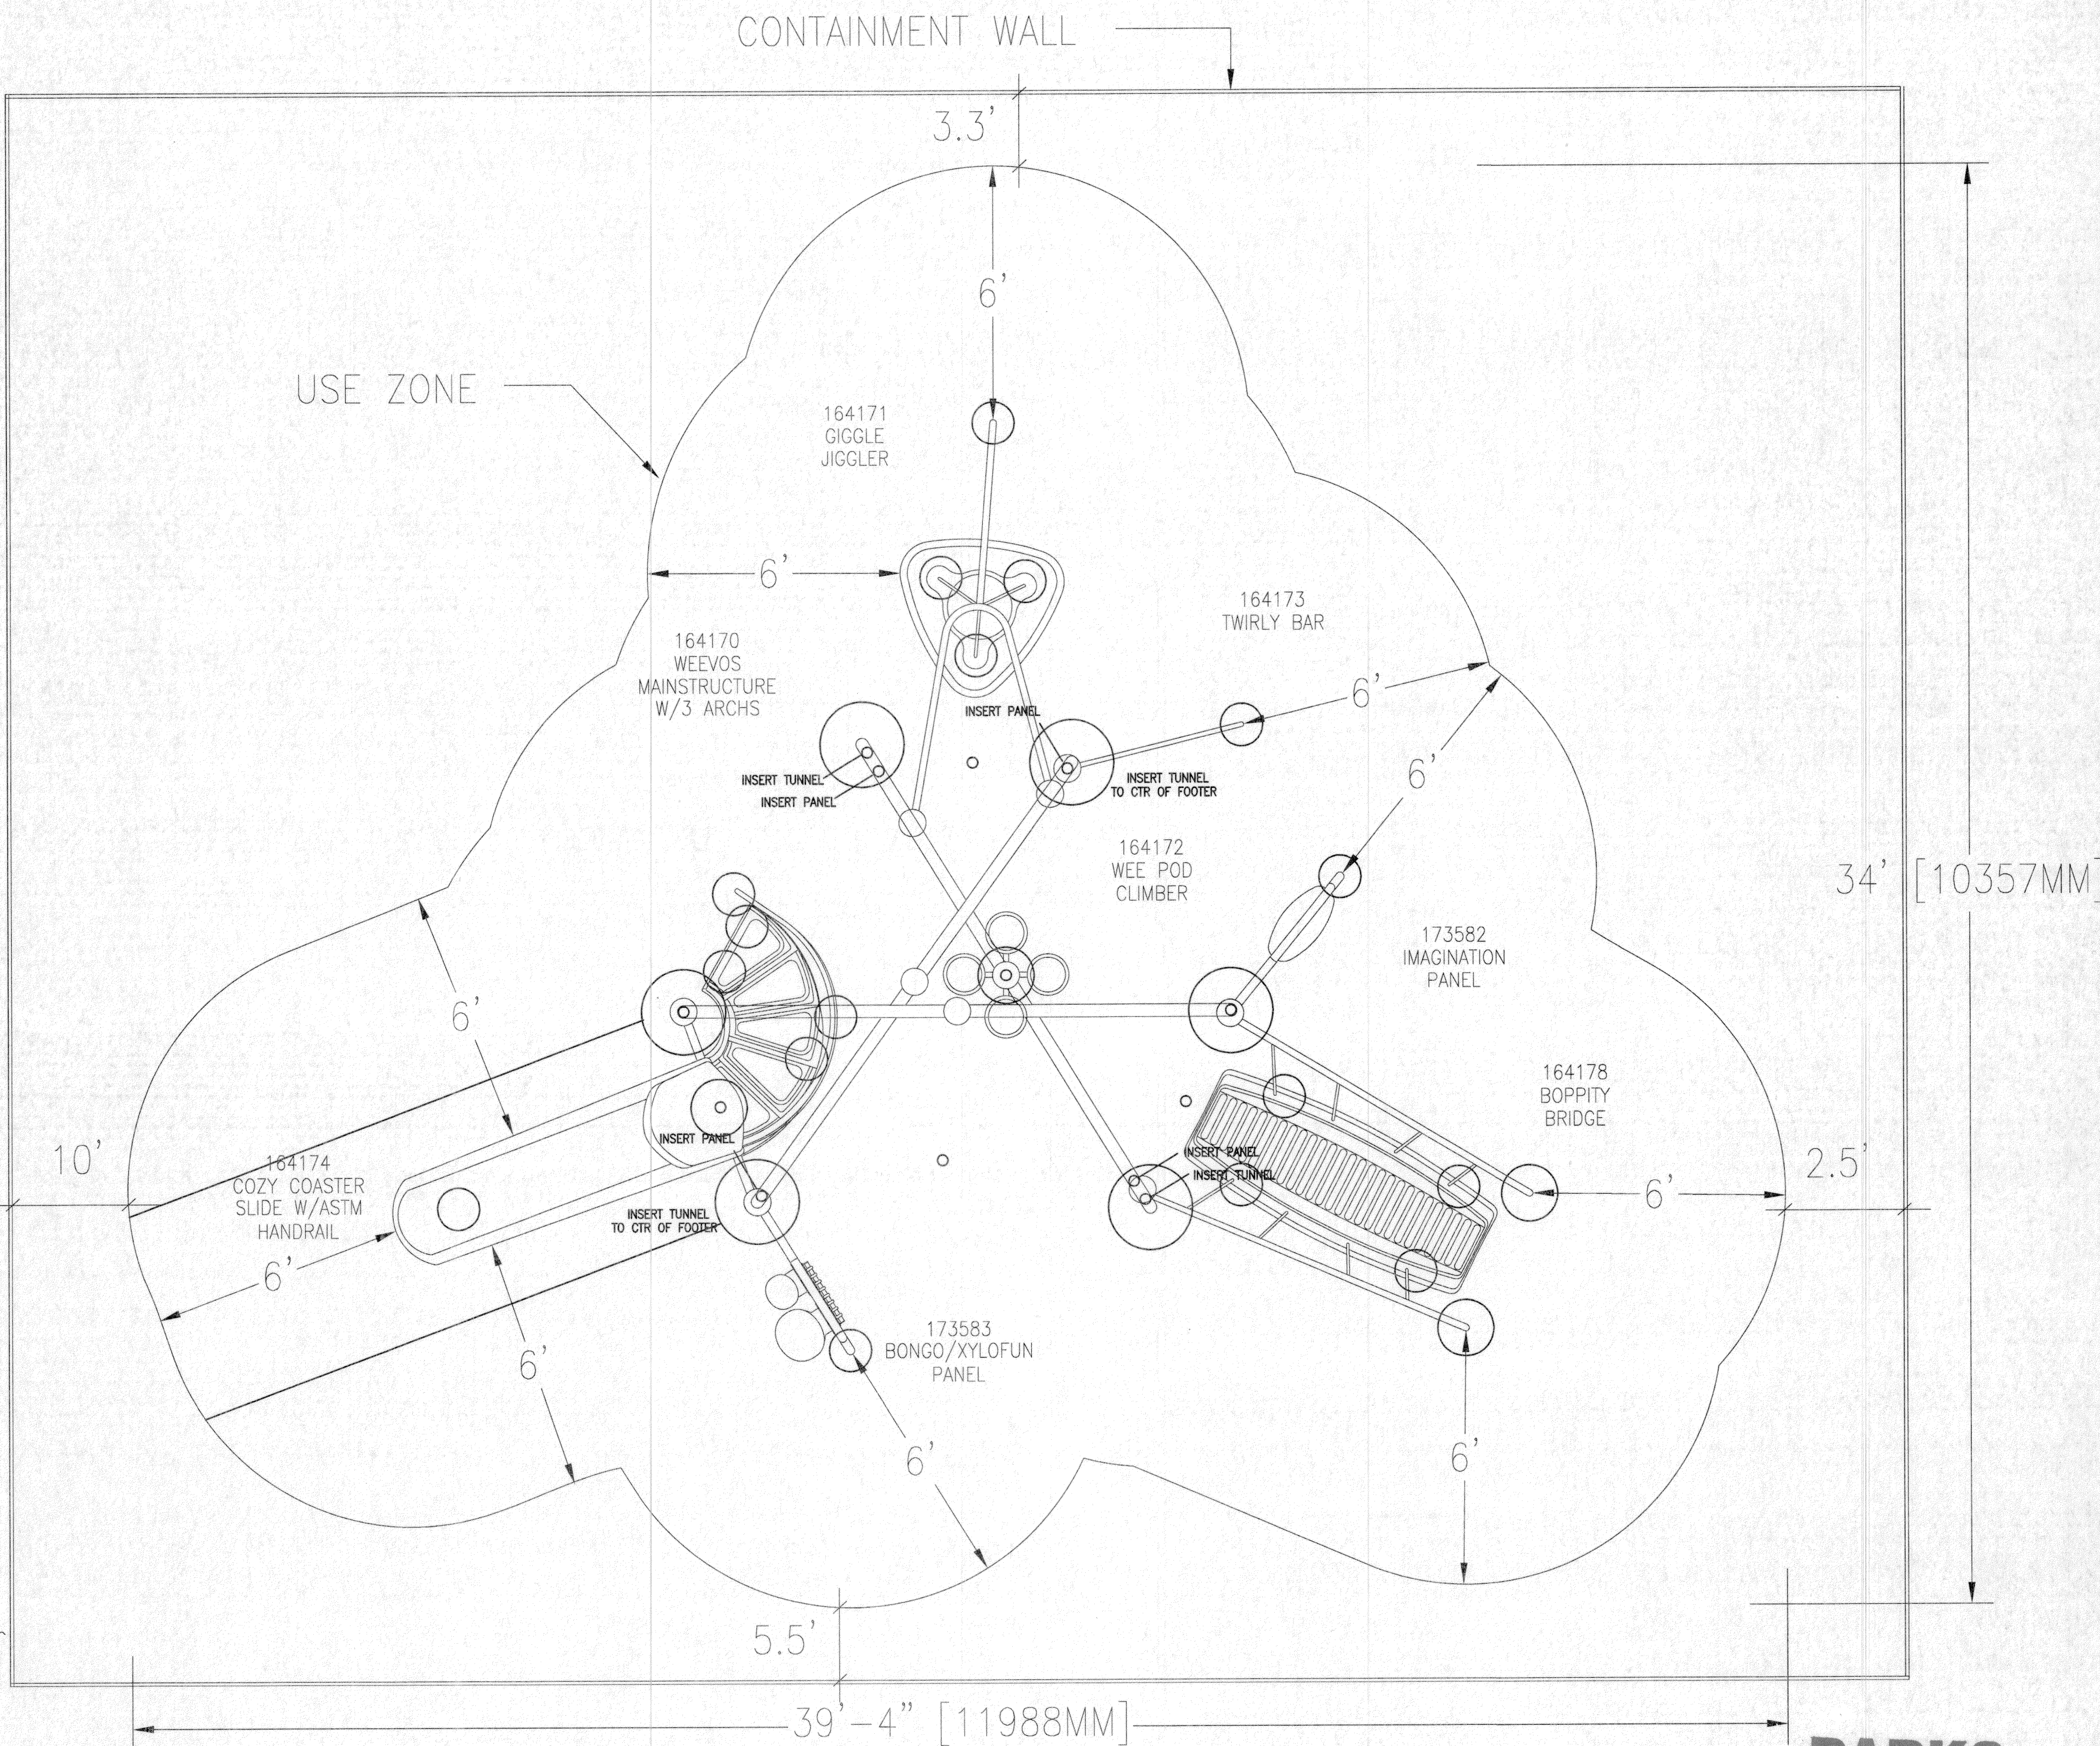 CONTAINMENT WALL
3.3'
6'
USE ZONE
164171
GIGGLE
JIGGLER
6'
164173
TWIRLY BAR
164170
WEEVOS
MAINSTRUCTURE
W/3 ARCHS
6'
INSERT PANEL
INSERT TUNNEL
INSERT PANEL
INSERT TUNNEL
TO CTR OF FOOTER
6'
164172
WEE POD
CLIMBER
34' [10357MM]
173582
IMAGINATION
PANEL
6'
164178
BOPPITY
BRIDGE
10'
164174
COZY COASTER
SLIDE W/ASTM
HANDRAIL
INSERT PANEL
INSERT PANEL
INSERT TUNNEL
2.5'
6'
INSERT TUNNEL
TO CTR OF FOOTER
6'
173583
BONGO/XYLOFUN
PANEL
6'
6'
6'
5.5'
39'-4" [11988MM]